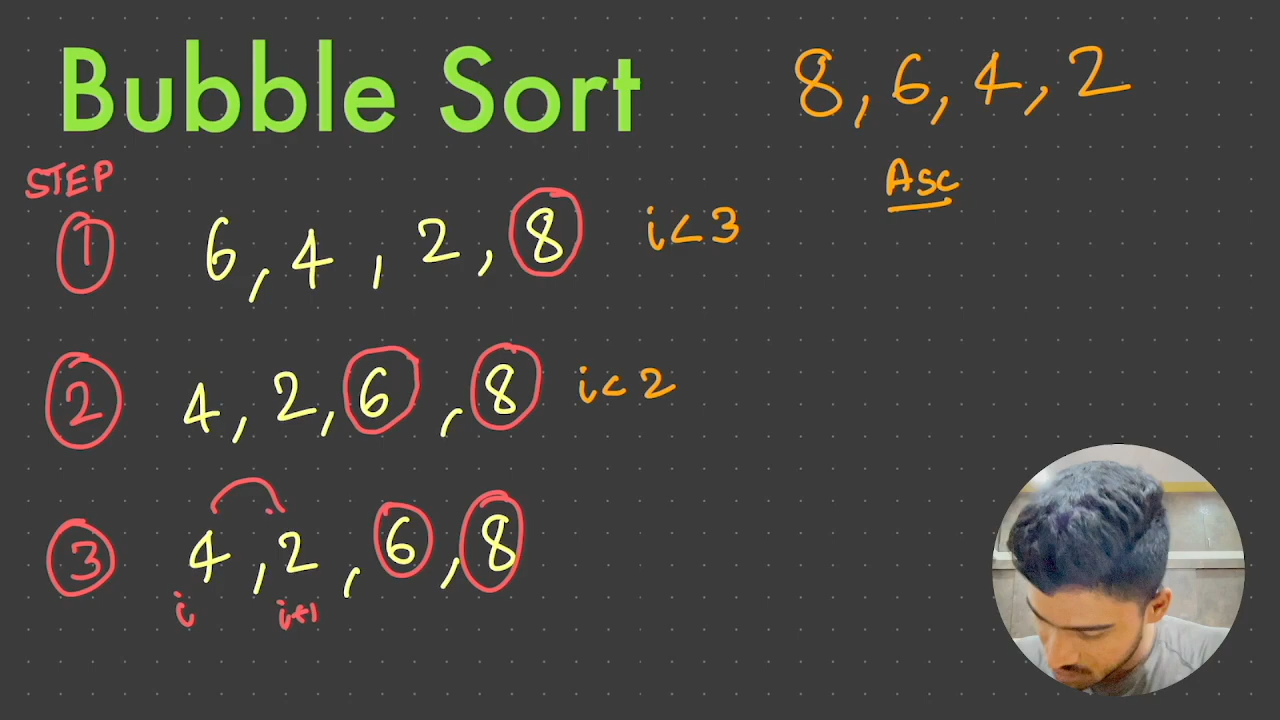 Bubble Sort
8, 6, 4, 2
Asc
STEP
1 6, 4, 2, 8 i<3
2 4, 2, 6, 8 i<2
3 4, 2, 6, 8
i i+1